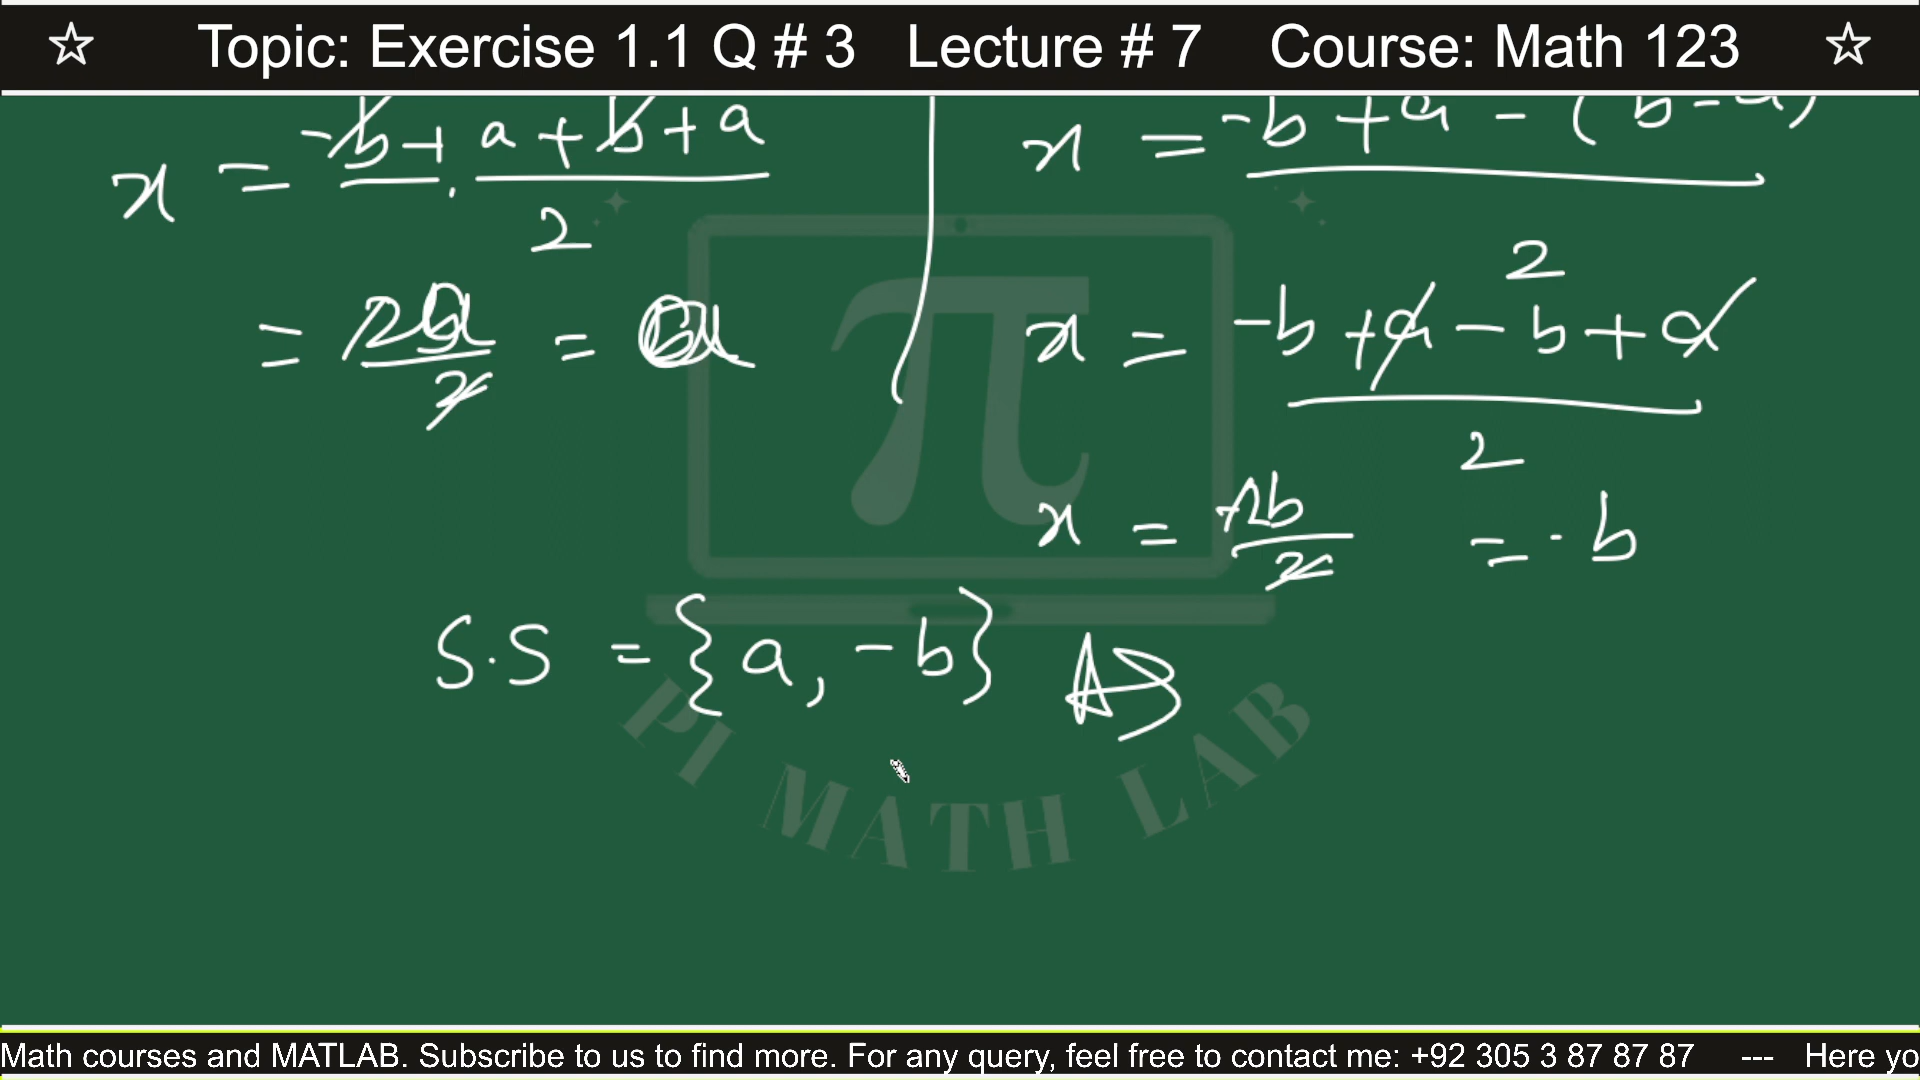 ☆ Topic: Exercise 1.1 Q # 3 Lecture # 7 Course: Math 123 ☆
x = -b + a + b + a / 2
= 2a / 2 = a
x = -b + a - (b - a) / 2
x = -b + a - b + a / 2
x = -2b / 2 = -b
S.S = {a, -b}
PI MATH LAB
Math courses and MATLAB. Subscribe to us to find more. For any query, feel free to contact me: +92 305 3 87 87 87 --- Here yo